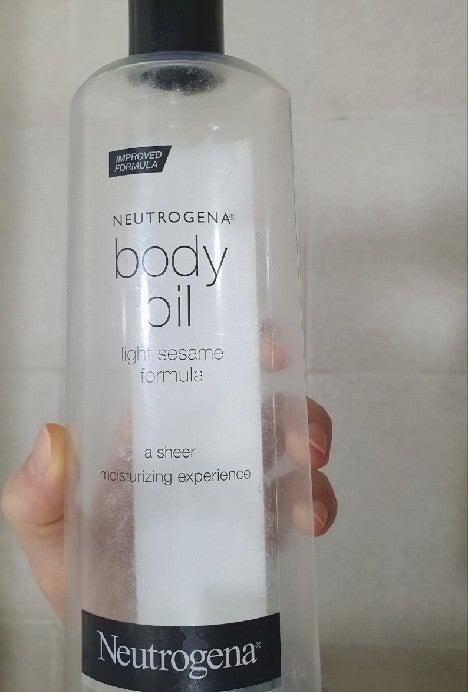 IMPROVED
FORMULA
NEUTROGENA®
body
oil
light sesame
formula
a sheer
moisturizing experience
Neutrogena®